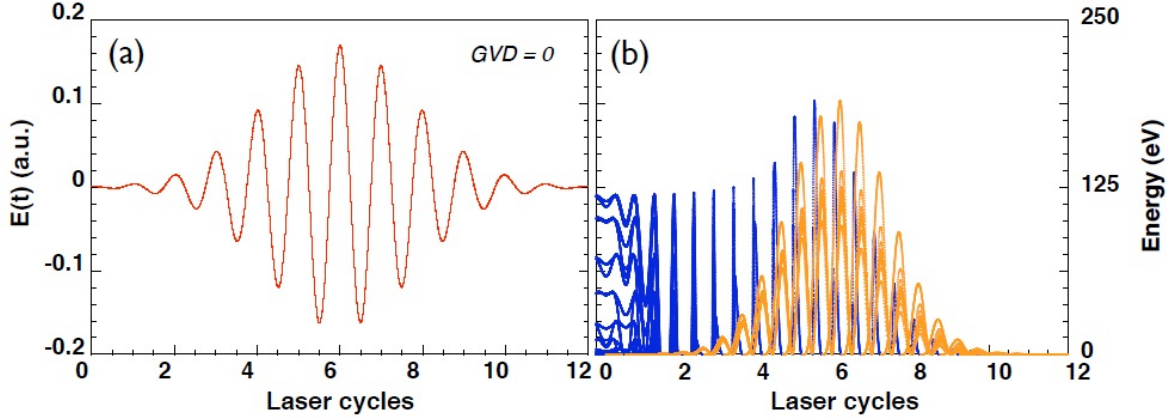 0.2
0.1
0
-0.1
-0.2
E(t) (a.u.)
(a)
GVD = 0
0 2 4 6 8 10 12
Laser cycles
(b)
250
125
0
Energy (eV)
0 2 4 6 8 10 12
Laser cycles